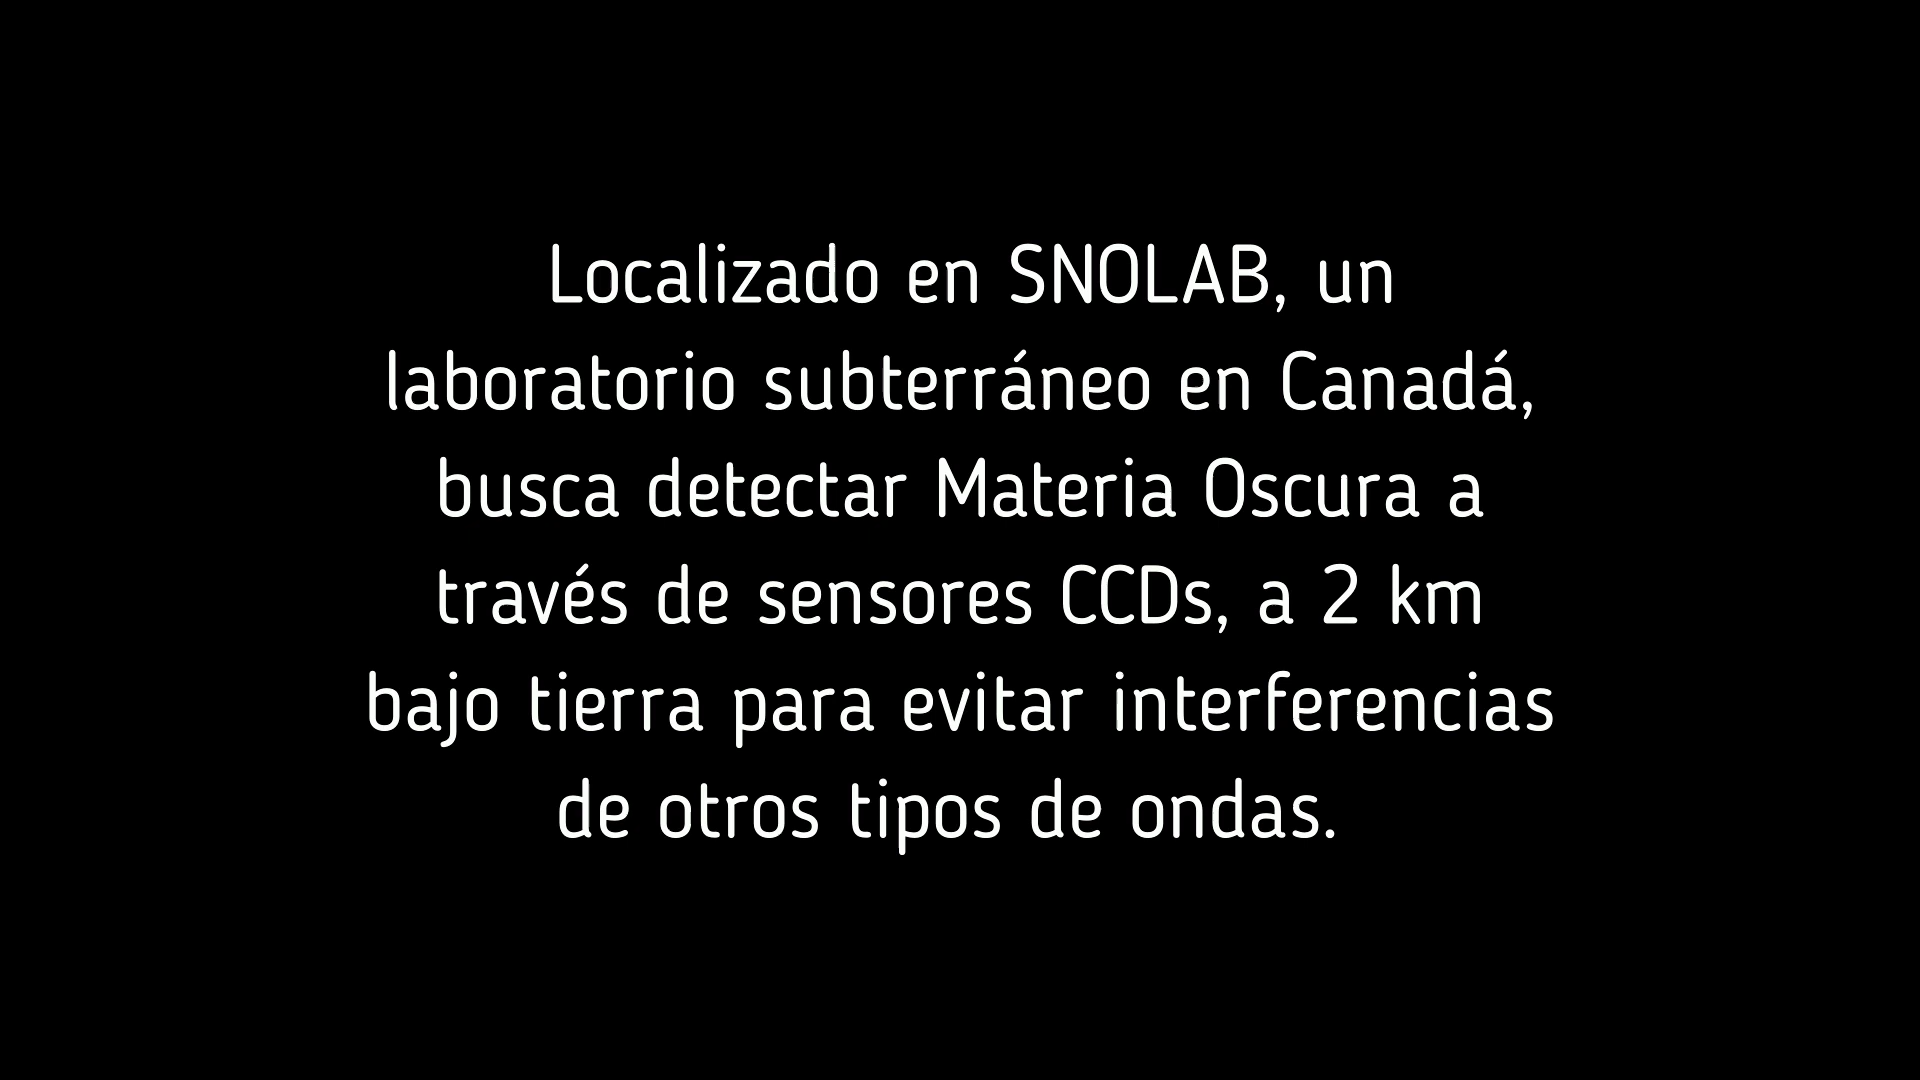 Localizado en SNOLAB, un
laboratorio subterráneo en Canadá,
busca detectar Materia Oscura a
través de sensores CCDs, a 2 km
bajo tierra para evitar interferencias
de otros tipos de ondas.